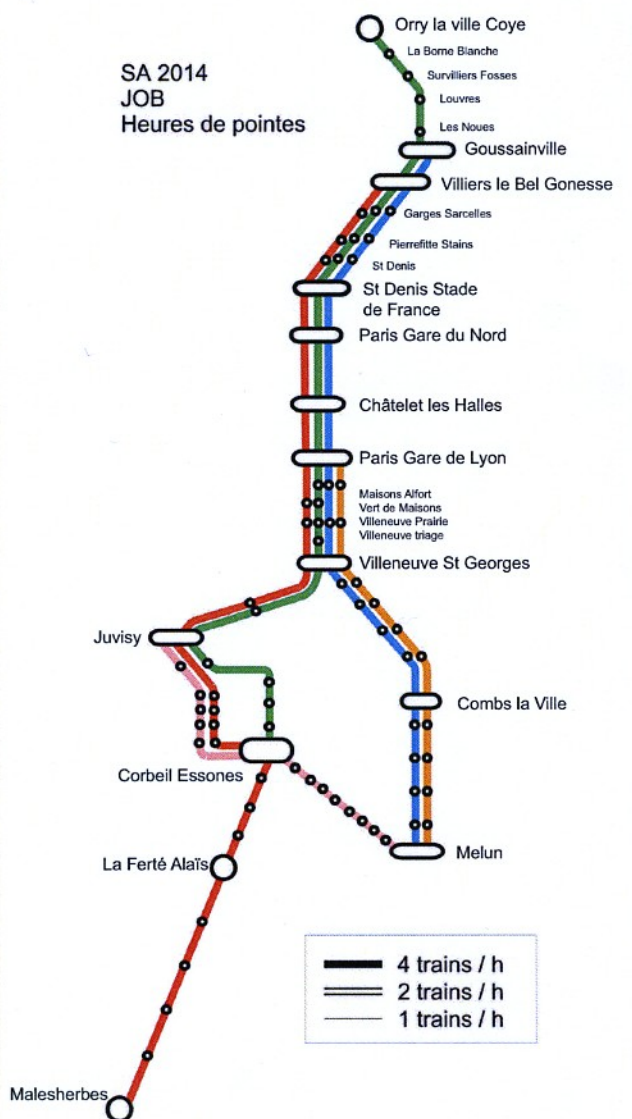 Orry la ville Coye
La Borne Blanche
SA 2014
JOB
Heures de pointes
Survilliers Fosses
Louvres
Les Noues
Goussainville
Villiers le Bel Gonesse
Garges Sarcelles
Pierrefitte Stains
St Denis
St Denis Stade
de France
Paris Gare du Nord
Châtelet les Halles
Paris Gare de Lyon
Maisons Alfort
Vert de Maisons
Villeneuve Prairie
Villeneuve triage
Villeneuve St Georges
Juvisy
Combs la Ville
Corbeil Essones
Melun
La Ferté Alaïs
4 trains / h
2 trains / h
1 trains / h
Malesherbes